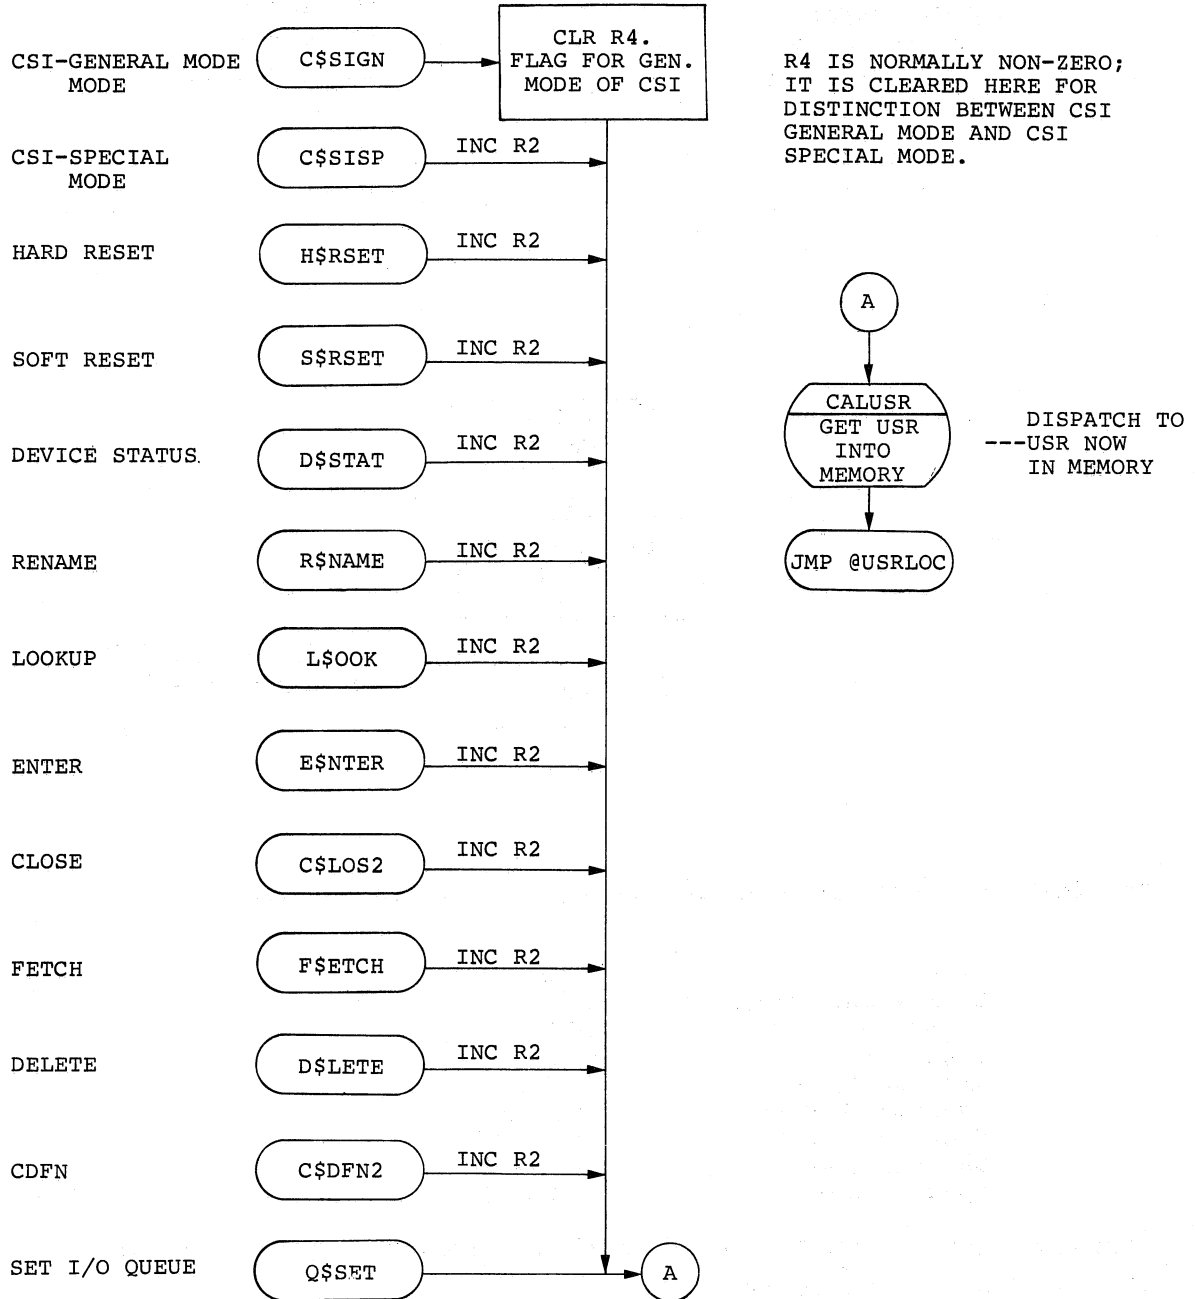 CSI-GENERAL MODE
MODE
C$SIGN
CLR R4.
FLAG FOR GEN.
MODE OF CSI
R4 IS NORMALLY NON-ZERO;
IT IS CLEARED HERE FOR
DISTINCTION BETWEEN CSI
GENERAL MODE AND CSI
SPECIAL MODE.
CSI-SPECIAL
MODE
C$SISP
INC R2
HARD RESET
H$RSET
INC R2
SOFT RESET
S$RSET
INC R2
DEVICE STATUS
D$STAT
INC R2
RENAME
R$NAME
INC R2
LOOKUP
L$OOK
INC R2
ENTER
E$NTER
INC R2
CLOSE
C$LOS2
INC R2
FETCH
F$ETCH
INC R2
DELETE
D$LETE
INC R2
CDFN
C$DFN2
INC R2
SET I/O QUEUE
Q$SET
A
A
CALUSR
GET USR
INTO
MEMORY
DISPATCH TO
---USR NOW
IN MEMORY
JMP @USRLOC